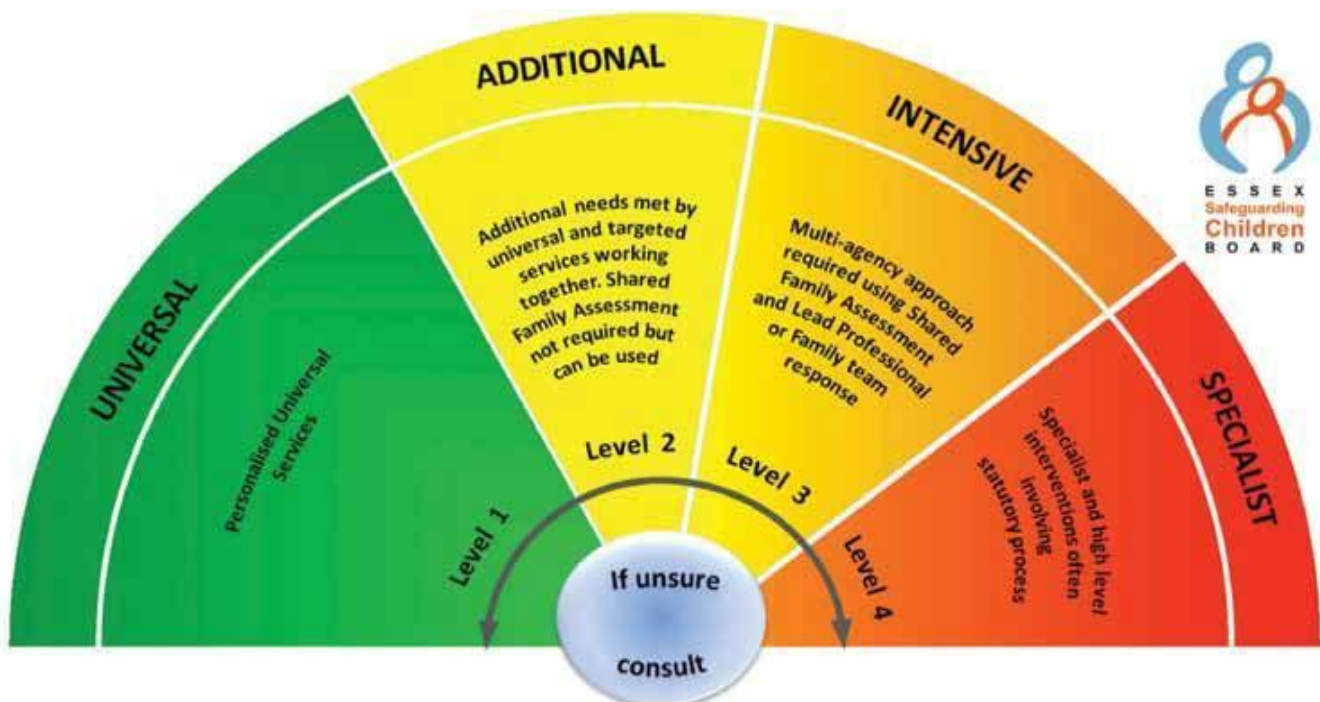 UNIVERSAL
Personalised Universal
Services
Level 1
ADDITIONAL
Additional needs met by
universal and targeted
services working
together. Shared
Family Assessment
not required but
can be used
Level 2
INTENSIVE
Multi-agency approach
required using Shared
Family Assessment
and Lead Professional
or Family team
response
Level 3
SPECIALIST
Specialist and high level
interventions often
involving
statutory process
Level 4
If unsure
consult
ESSEX
Safeguarding
Children
BOARD